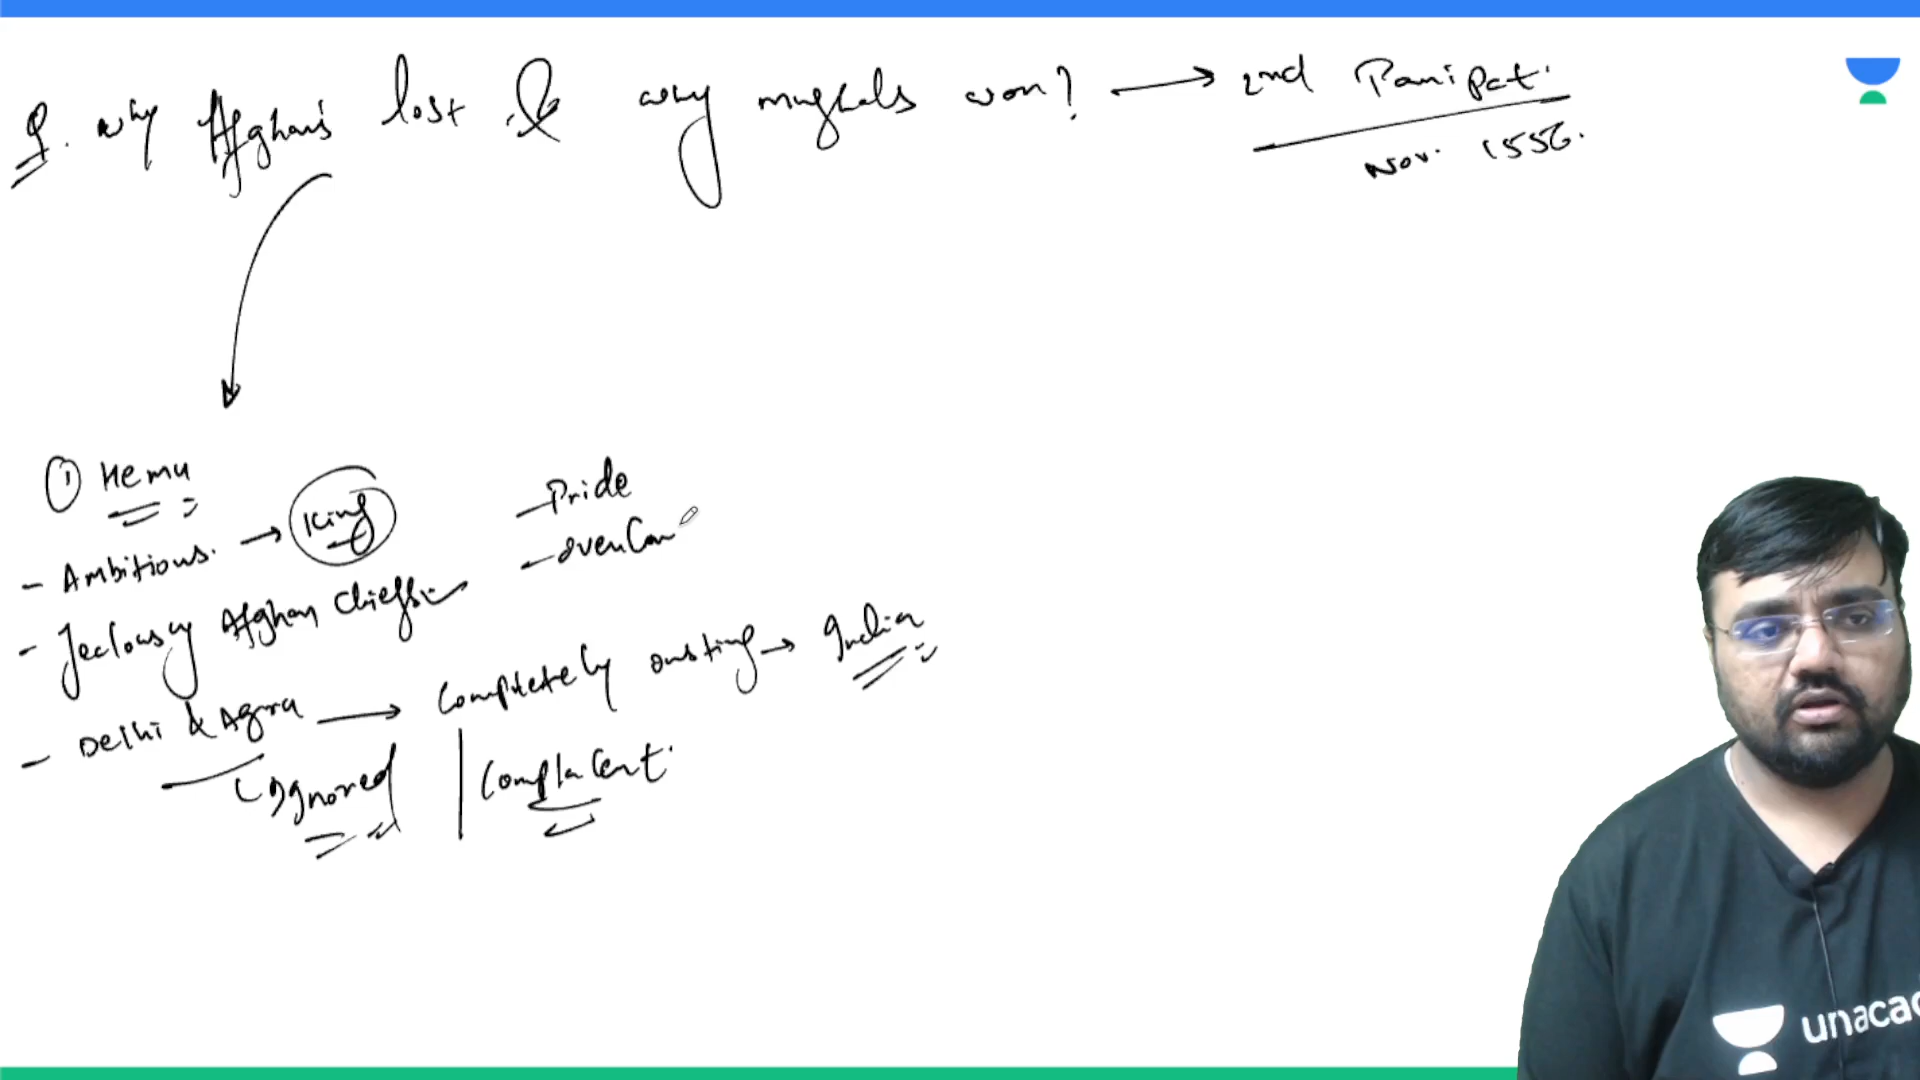 Q. why Afghans lost & why mughals won? → 2nd Panipat.
Nov. 1556.
① Hemu
- Ambitious. → King
- Pride
- overCon
- Jealousy Afghan chiefs
- Delhi & Agra → Completely ousting → India
Ignored | Complacent.
unacad